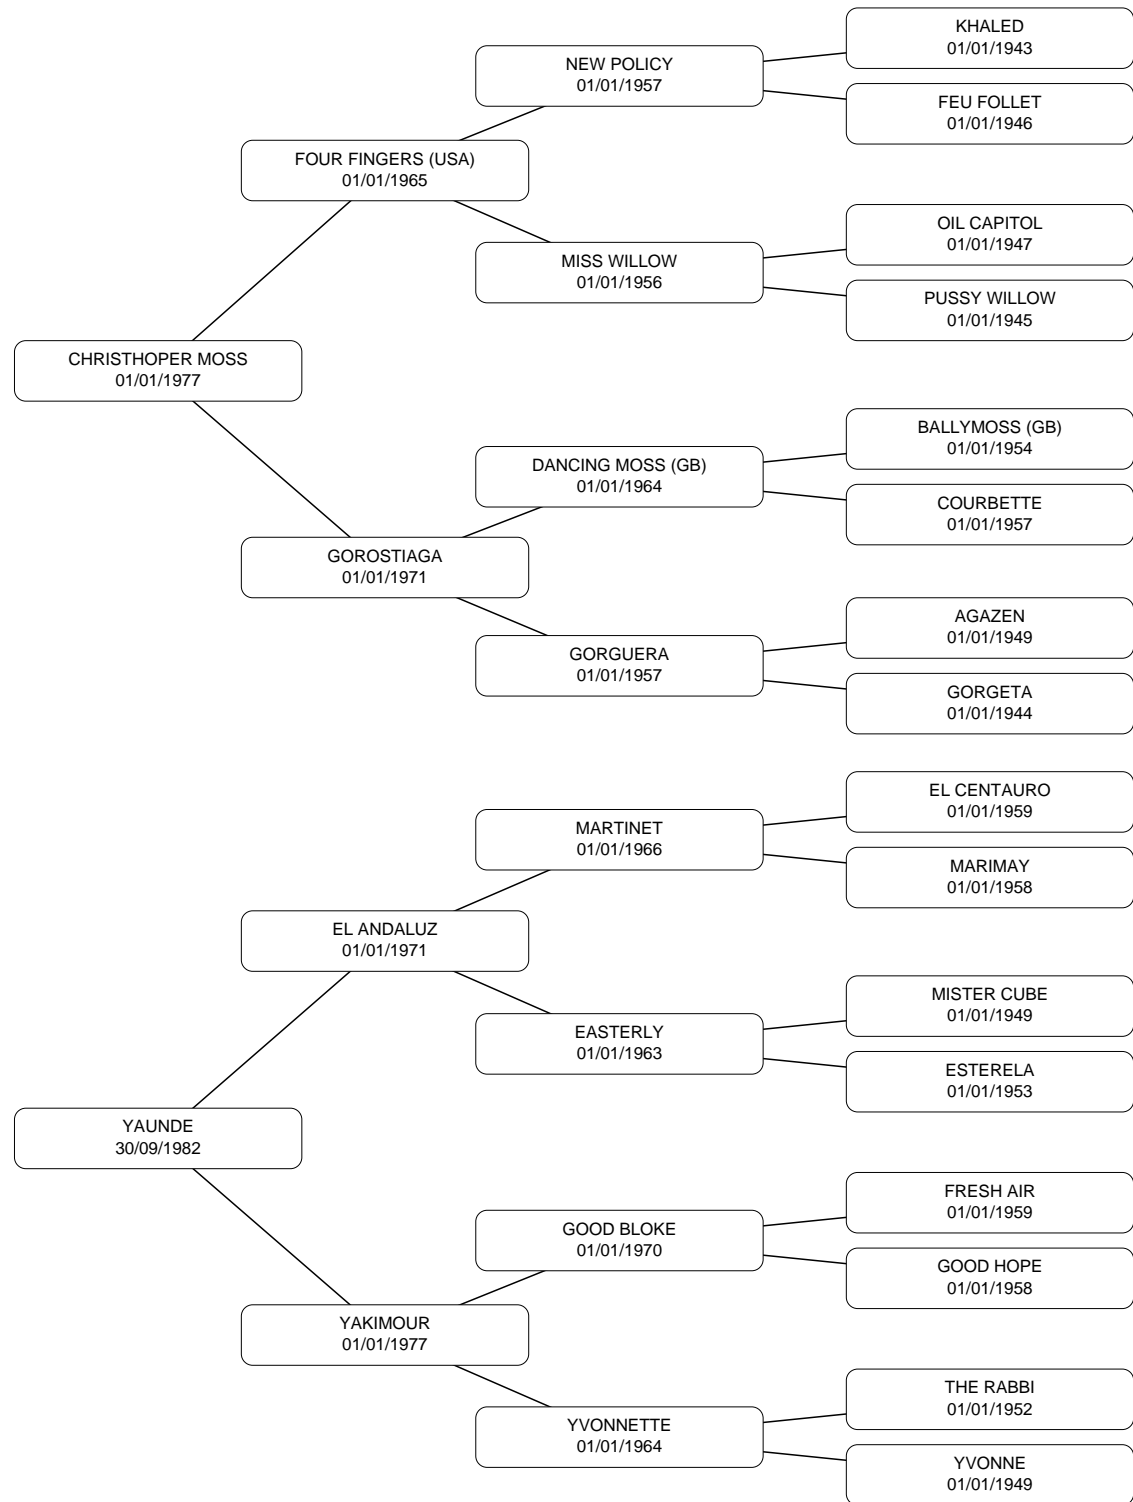 KHALED
01/01/1943
NEW POLICY
01/01/1957
FEU FOLLET
01/01/1946
FOUR FINGERS (USA)
01/01/1965
OIL CAPITOL
01/01/1947
MISS WILLOW
01/01/1956
PUSSY WILLOW
01/01/1945
CHRISTHOPER MOSS
01/01/1977
BALLYMOSS (GB)
01/01/1954
DANCING MOSS (GB)
01/01/1964
COURBETTE
01/01/1957
GOROSTIAGA
01/01/1971
AGAZEN
01/01/1949
GORGUERA
01/01/1957
GORGETA
01/01/1944
EL CENTAURO
01/01/1959
MARTINET
01/01/1966
MARIMAY
01/01/1958
EL ANDALUZ
01/01/1971
MISTER CUBE
01/01/1949
EASTERLY
01/01/1963
ESTERELA
01/01/1953
YAUNDE
30/09/1982
FRESH AIR
01/01/1959
GOOD BLOKE
01/01/1970
GOOD HOPE
01/01/1958
YAKIMOUR
01/01/1977
THE RABBI
01/01/1952
YVONNETTE
01/01/1964
YVONNE
01/01/1949